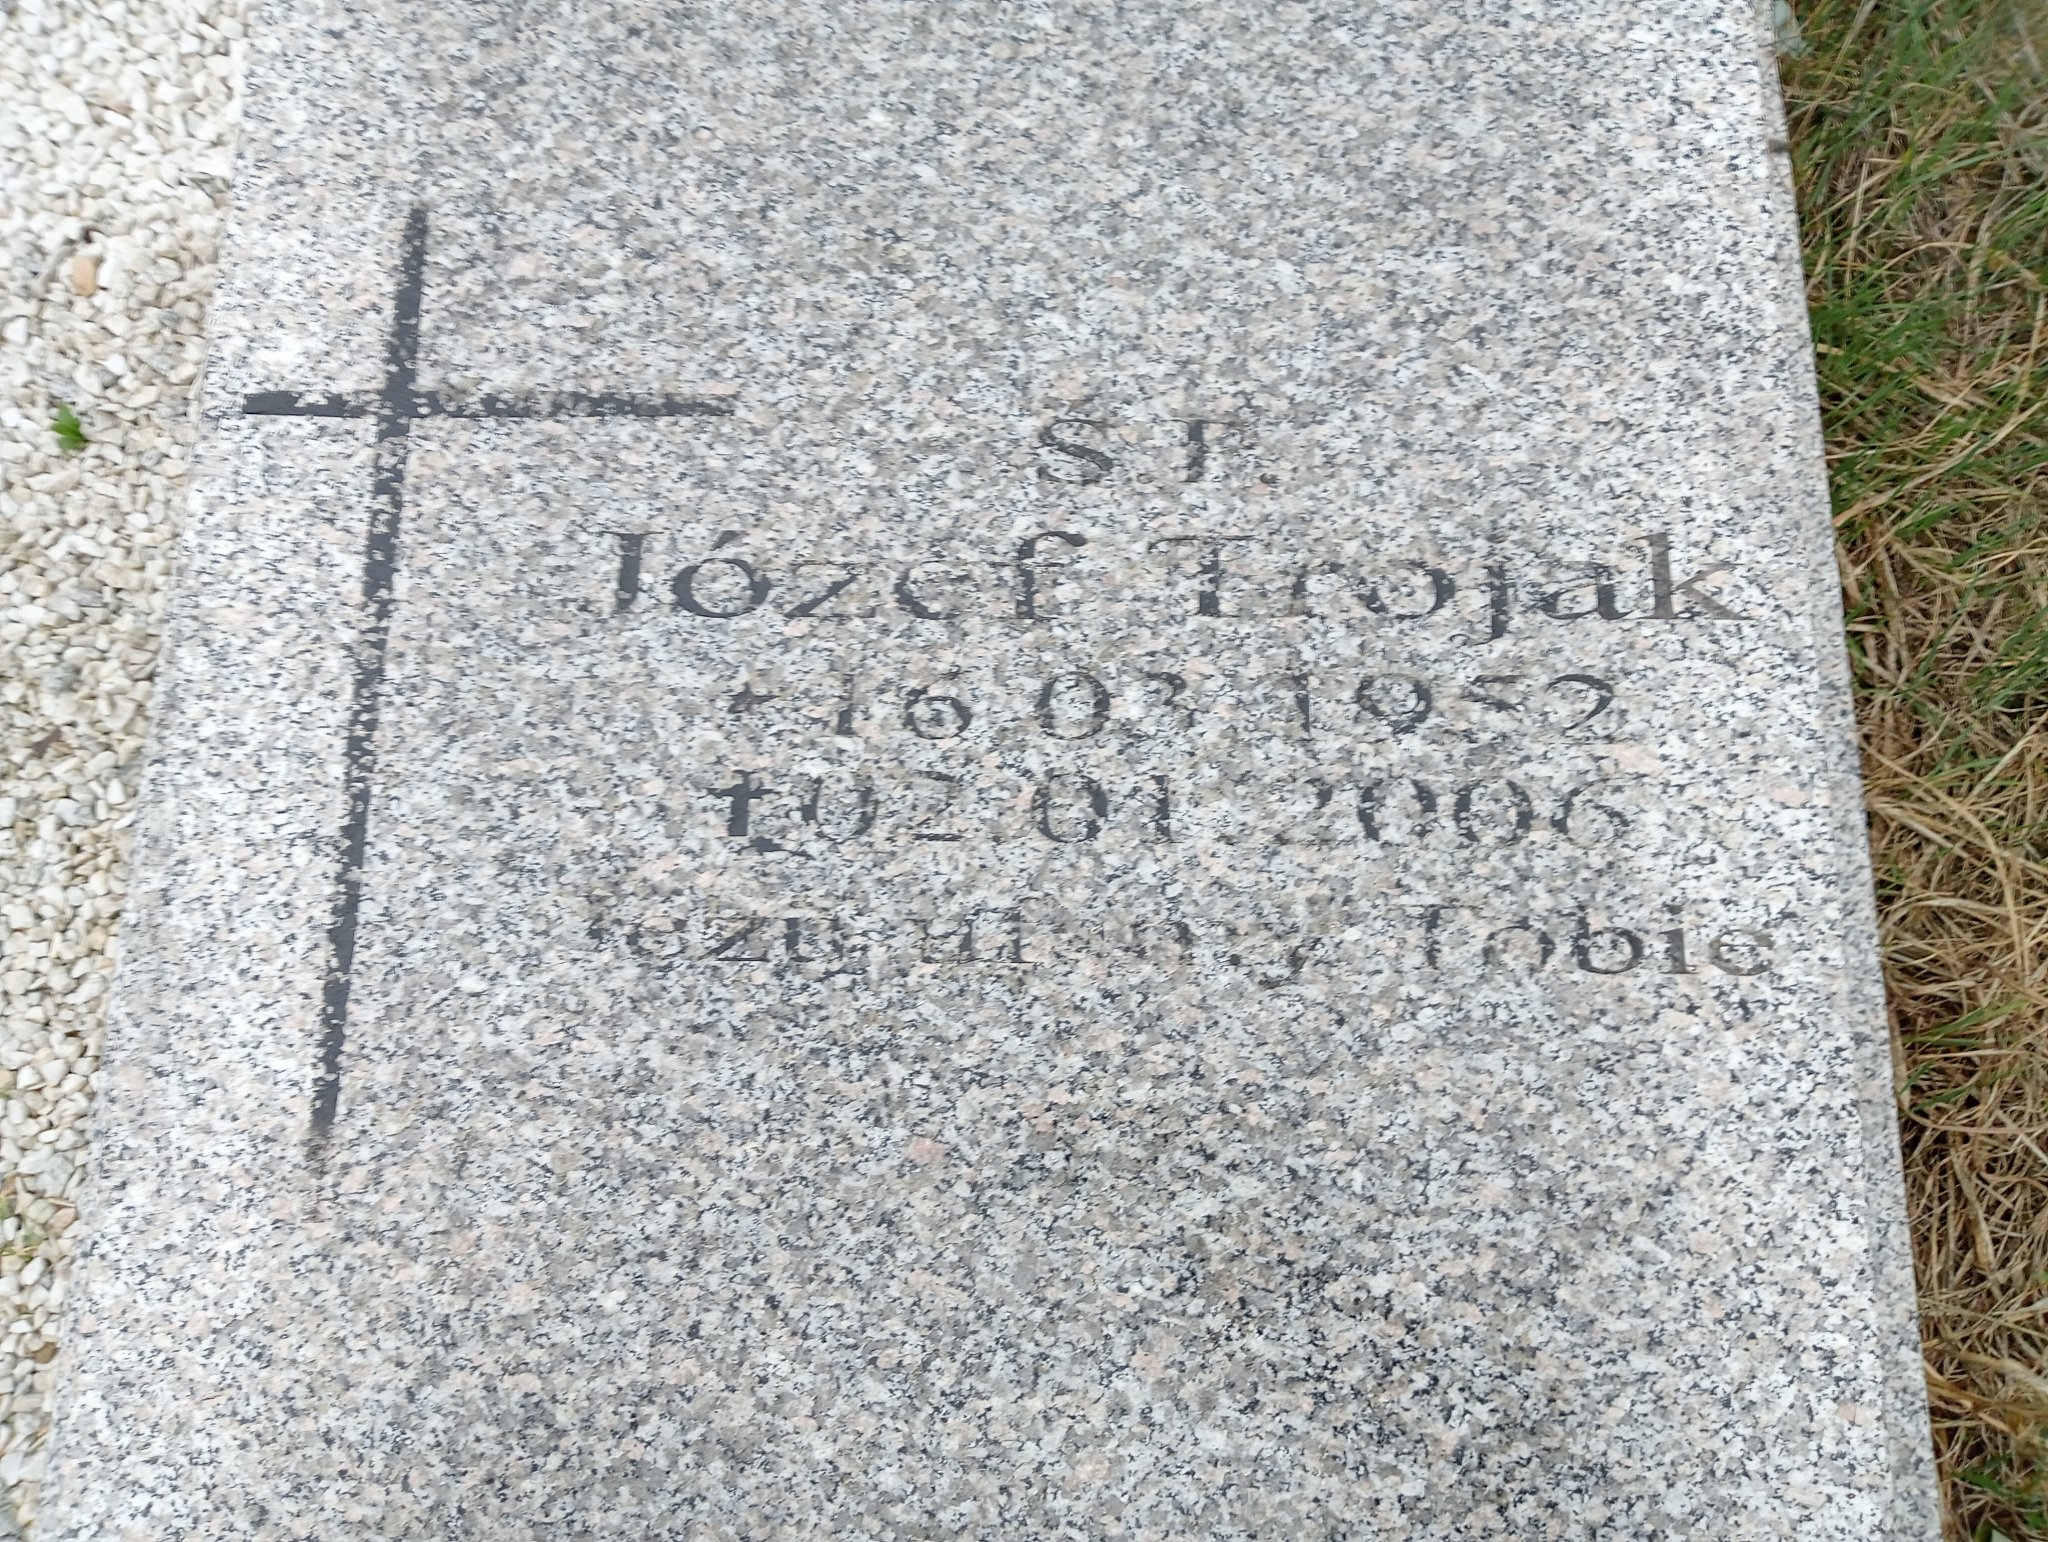 Ś.T.
Józef Trojak
* 16 03 1952
† 02 01 2006
Tobie